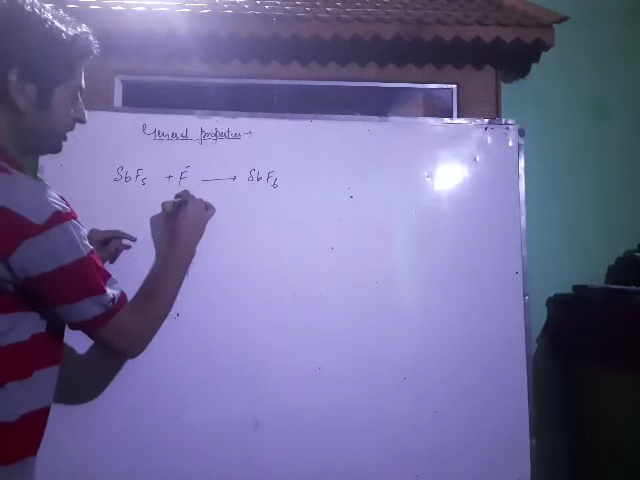 General properties:-
SbF₅ + F⁻ ⟶ SbF₆